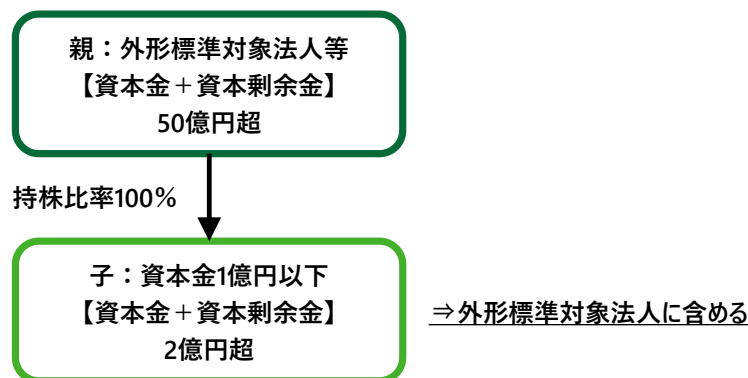 親：外形標準対象法人等
【資本金＋資本剰余金】
50億円超
持株比率100%
子：資本金1億円以下
【資本金＋資本剰余金】
2億円超
⇒外形標準対象法人に含める